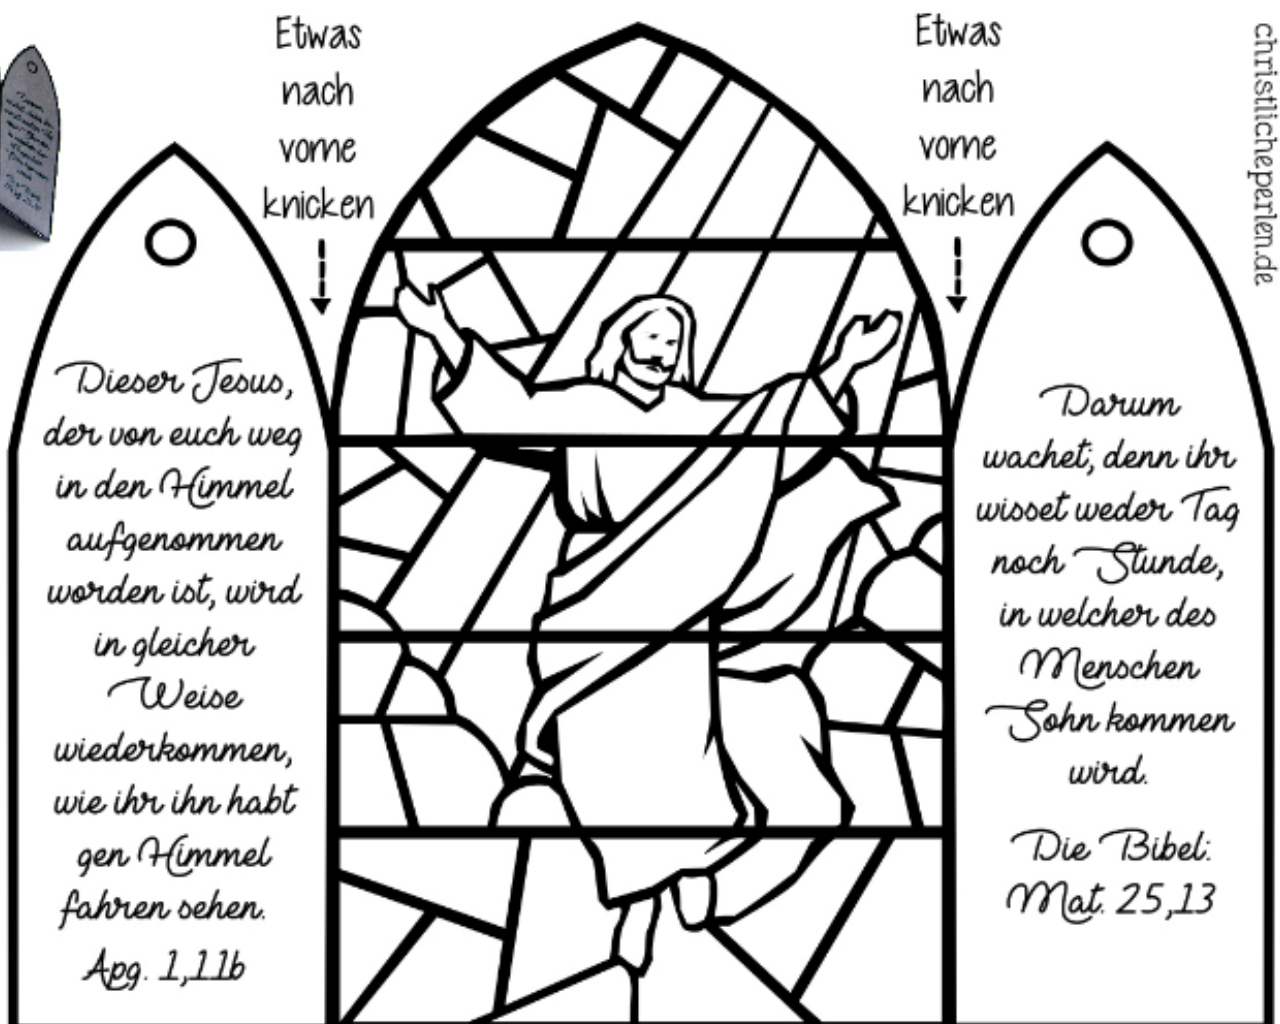 Etwas
nach
vorne
knicken
Etwas
nach
vorne
knicken
christlicheperlen.de
Dieser Jesus,
der von euch weg
in den Himmel
aufgenommen
worden ist, wird
in gleicher
Weise
wiederkommen,
wie ihr ihn habt
gen Himmel
fahren sehen.
Apg. 1,11b
Darum
wachet; denn ihr
wisset weder Tag
noch Stunde,
in welcher des
Menschen
Sohn kommen
wird.
Die Bibel:
Mat. 25,13